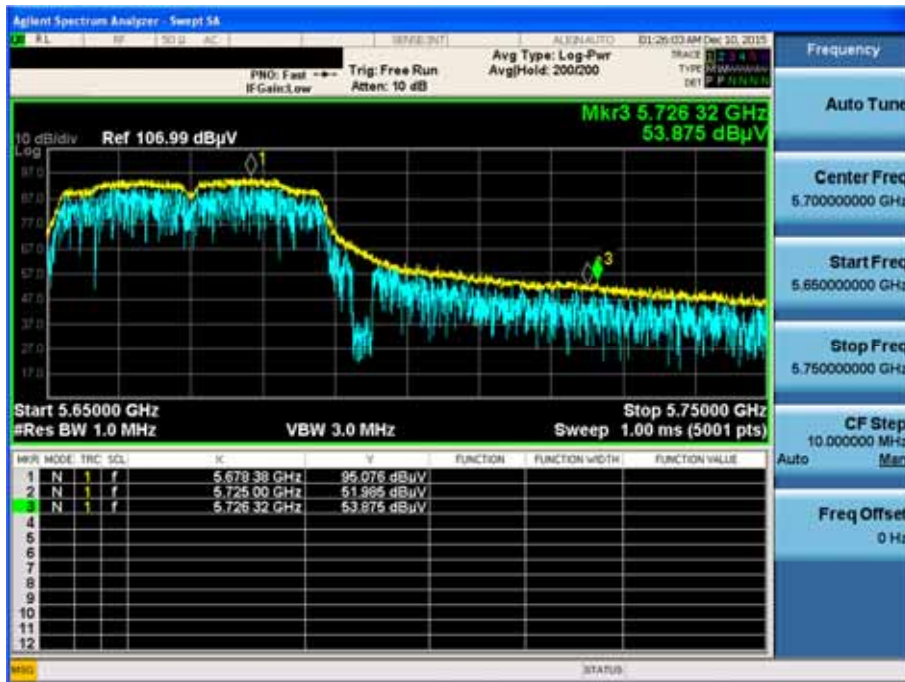 Agilent Spectrum Analyzer - Swept SA
RL RF 50 Ω AC SENSE:INT ALIGN AUTO 01:26:03 AM Dec 10, 2015
Frequency
PNO: Fast
IFGain:Low
Trig: Free Run
Atten: 10 dB
Avg Type: Log-Pwr
Avg|Hold: 200/200
TRACE 1 2 3 4 5 6
TYPE
DET P P N N N N
Auto Tune
Mkr3 5.726 32 GHz
53.875 dBµV
10 dB/div Ref 106.99 dBµV
Log
97.0
87.0
77.0
67.0
57.0
47.0
37.0
27.0
17.0
1
3
Center Freq
5.700000000 GHz
Start Freq
5.650000000 GHz
Stop Freq
5.750000000 GHz
Start 5.65000 GHz Stop 5.75000 GHz
#Res BW 1.0 MHz VBW 3.0 MHz Sweep 1.00 ms (5001 pts)
CF Step
10.000000 MHz
Auto Man
MKR MODE TRC SCL X Y FUNCTION FUNCTION WIDTH FUNCTION VALUE
1 N 1 f 5.678 38 GHz 95.076 dBµV
2 N 1 f 5.725 00 GHz 51.985 dBµV
3 N 1 f 5.726 32 GHz 53.875 dBµV
4
5
6
7
8
9
10
11
12
Freq Offset
0 Hz
MSG STATUS